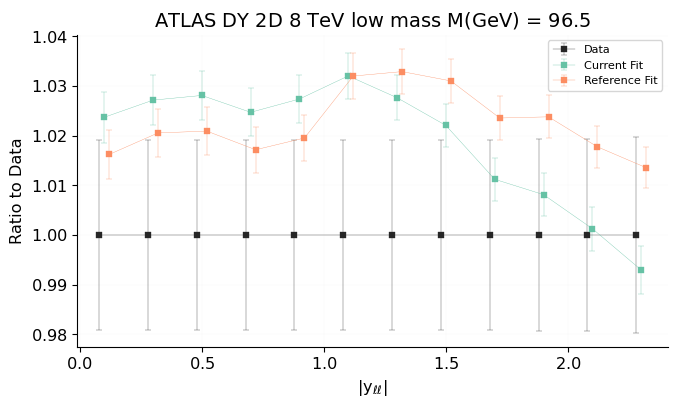 ATLAS DY 2D 8 TeV low mass M(GeV) = 96.5
Data
Current Fit
Reference Fit
Ratio to Data
1.04
1.03
1.02
1.01
1.00
0.99
0.98
0.0 0.5 1.0 1.5 2.0
|yℓℓ|